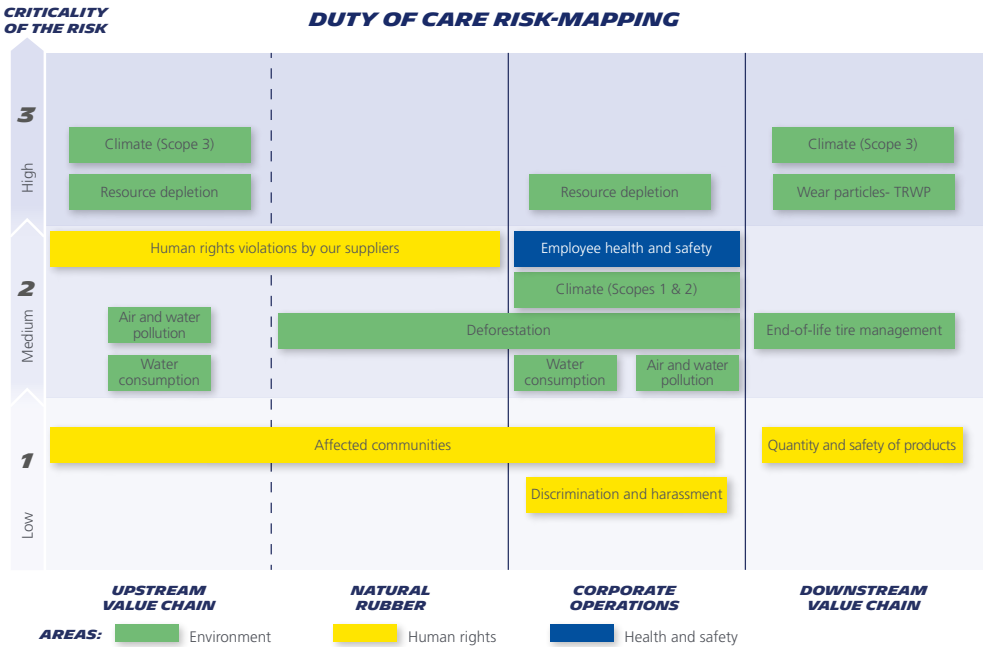 CRITICALITY
OF THE RISK
DUTY OF CARE RISK-MAPPING
3
High
Climate (Scope 3)
Climate (Scope 3)
Resource depletion
Resource depletion
Wear particles- TRWP
2
Medium
Human rights violations by our suppliers
Employee health and safety
Climate (Scopes 1 & 2)
Air and water
pollution
Deforestation
End-of-life tire management
Water
consumption
Water
consumption
Air and water
pollution
1
Low
Affected communities
Quantity and safety of products
Discrimination and harassment
UPSTREAM
VALUE CHAIN
NATURAL
RUBBER
CORPORATE
OPERATIONS
DOWNSTREAM
VALUE CHAIN
AREAS:
Environment
Human rights
Health and safety